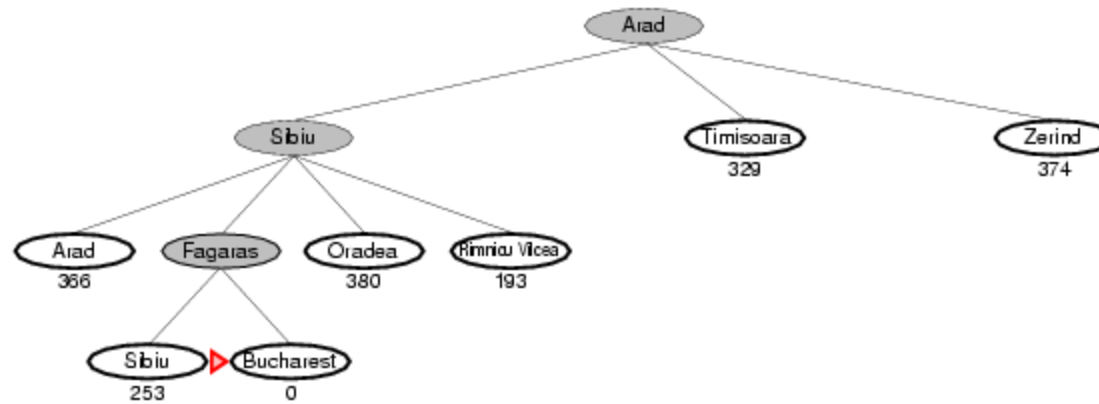 Arad
Sibiu
Timisoara
Zerind
329
374
Arad
Fagaras
Oradea
Rimnicu Vilcea
366
380
193
Sibiu
Bucharest
253
0